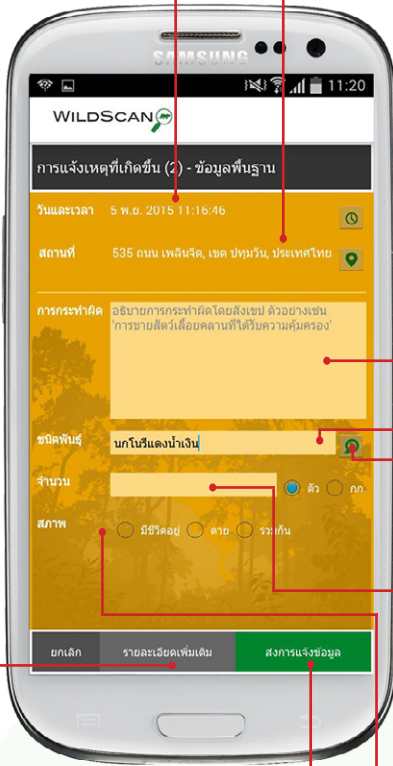 SAMSUNG
11:20
WILDSCAN
การแจ้งเหตุที่เกิดขึ้น (2) - ข้อมูลพื้นฐาน
วันและเวลา 5 พ.ย. 2015 11:16:46
สถานที่ 535 ถนน เพลินจิต, เขต ปทุมวัน, ประเทศไทย
การกระทำผิด อธิบายการกระทำผิดโดยสังเขป ตัวอย่างเช่น
'การขายสัตว์เลื้อยคลานที่ได้รับความคุ้มครอง'
ชนิดพันธุ์ นกโนรีแดงน้ำเงิน
จำนวน ตัว กก.
สภาพ มีชีวิตอยู่ ตาย รวมกัน
ยกเลิก รายละเอียดเพิ่มเติม ส่งการแจ้งข้อมูล